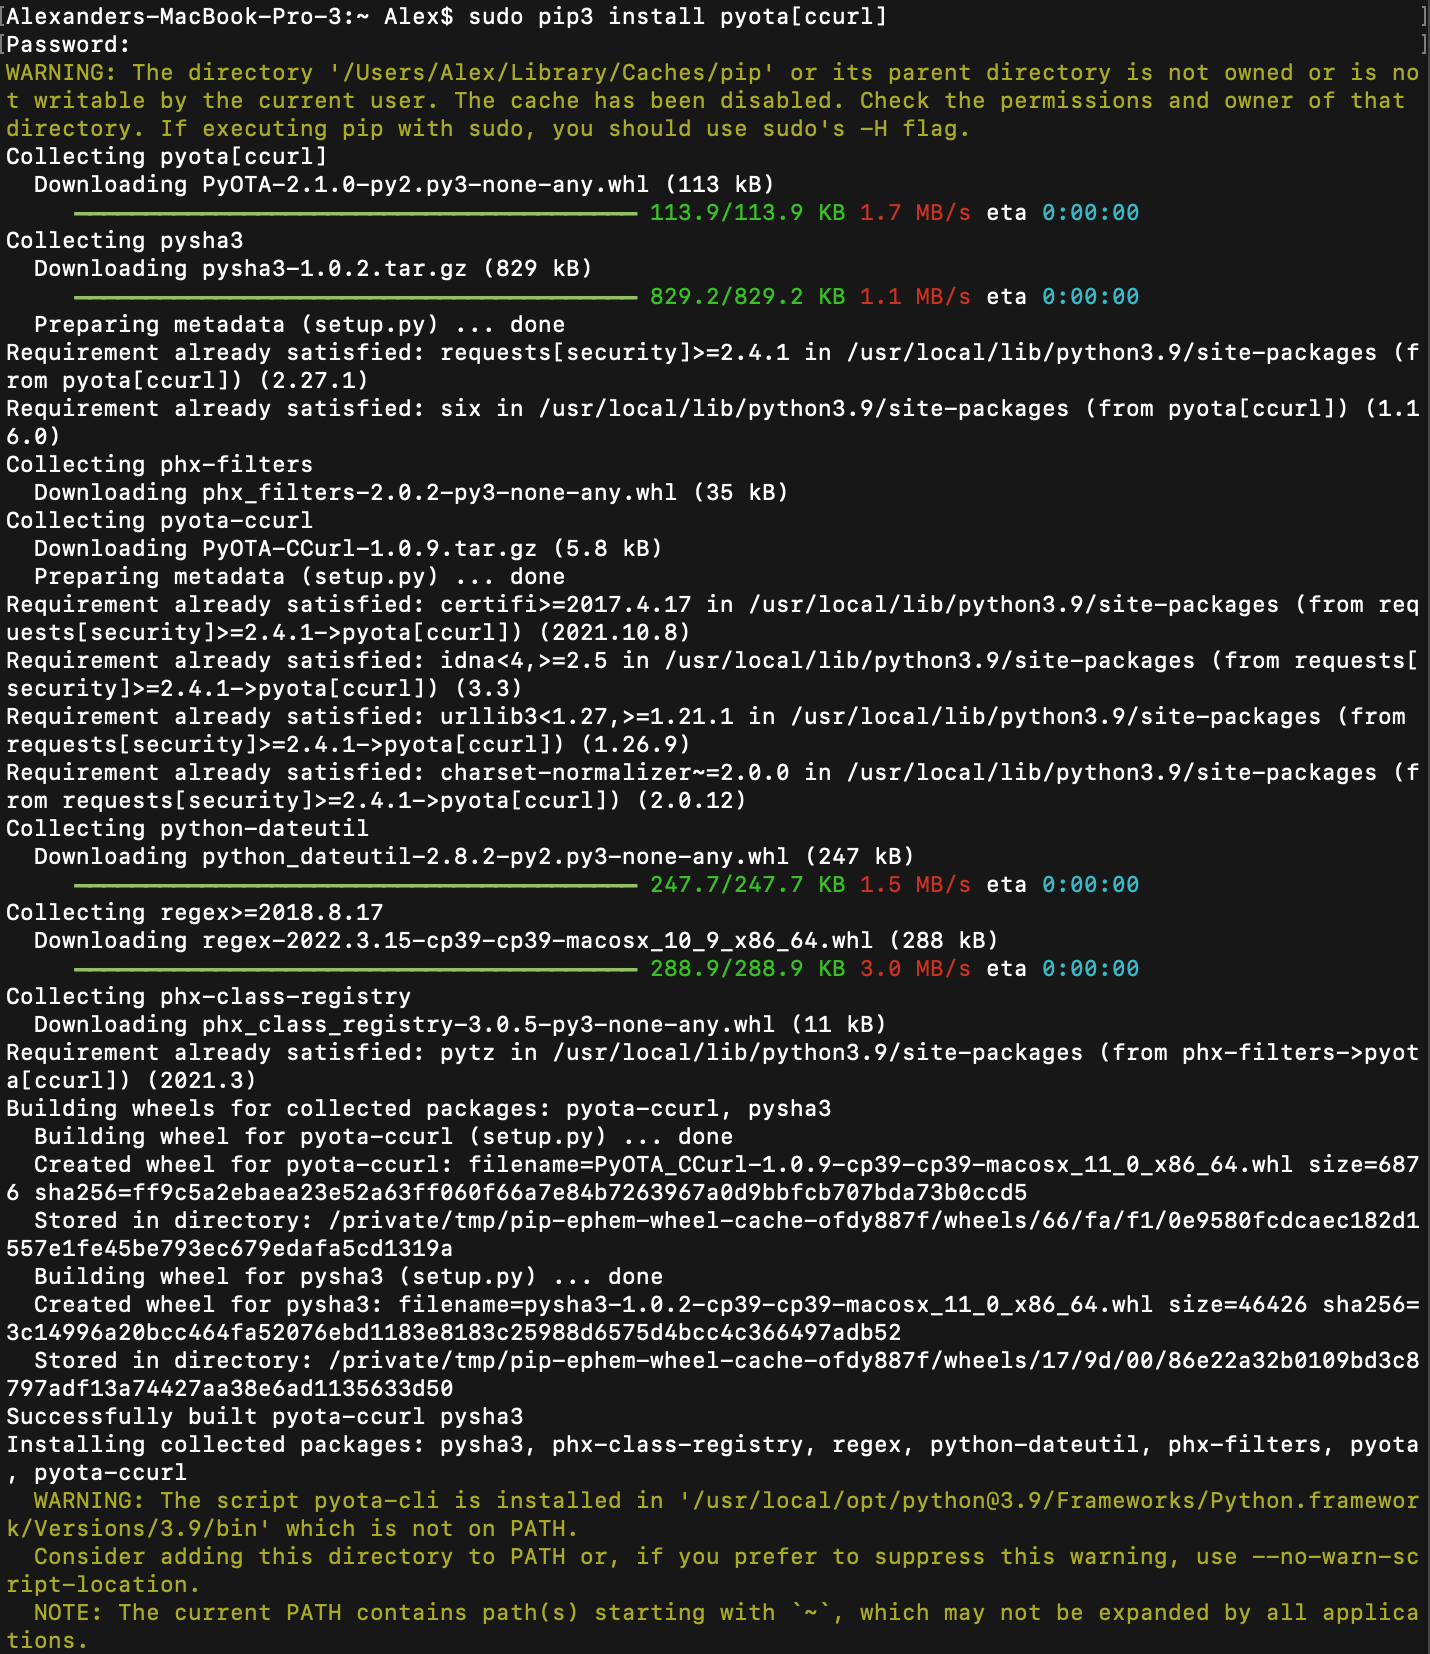 Alexanders-MacBook-Pro-3:~ Alex$ sudo pip3 install pyota[ccurl]
Password:
WARNING: The directory '/Users/Alex/Library/Caches/pip' or its parent directory is not owned or is no
t writable by the current user. The cache has been disabled. Check the permissions and owner of that
directory. If executing pip with sudo, you should use sudo's -H flag.
Collecting pyota[ccurl]
  Downloading PyOTA-2.1.0-py2.py3-none-any.whl (113 kB)
     ━━━━━━━━━━━━━━━━━━━━━━━━━━━━━━━━━━━━━━━━ 113.9/113.9 KB 1.7 MB/s eta 0:00:00
Collecting pysha3
  Downloading pysha3-1.0.2.tar.gz (829 kB)
     ━━━━━━━━━━━━━━━━━━━━━━━━━━━━━━━━━━━━━━━━ 829.2/829.2 KB 1.1 MB/s eta 0:00:00
  Preparing metadata (setup.py) ... done
Requirement already satisfied: requests[security]>=2.4.1 in /usr/local/lib/python3.9/site-packages (f
rom pyota[ccurl]) (2.27.1)
Requirement already satisfied: six in /usr/local/lib/python3.9/site-packages (from pyota[ccurl]) (1.1
6.0)
Collecting phx-filters
  Downloading phx_filters-2.0.2-py3-none-any.whl (35 kB)
Collecting pyota-ccurl
  Downloading PyOTA-CCurl-1.0.9.tar.gz (5.8 kB)
  Preparing metadata (setup.py) ... done
Requirement already satisfied: certifi>=2017.4.17 in /usr/local/lib/python3.9/site-packages (from req
uests[security]>=2.4.1->pyota[ccurl]) (2021.10.8)
Requirement already satisfied: idna<4,>=2.5 in /usr/local/lib/python3.9/site-packages (from requests[
security]>=2.4.1->pyota[ccurl]) (3.3)
Requirement already satisfied: urllib3<1.27,>=1.21.1 in /usr/local/lib/python3.9/site-packages (from
requests[security]>=2.4.1->pyota[ccurl]) (1.26.9)
Requirement already satisfied: charset-normalizer~=2.0.0 in /usr/local/lib/python3.9/site-packages (f
rom requests[security]>=2.4.1->pyota[ccurl]) (2.0.12)
Collecting python-dateutil
  Downloading python_dateutil-2.8.2-py2.py3-none-any.whl (247 kB)
     ━━━━━━━━━━━━━━━━━━━━━━━━━━━━━━━━━━━━━━━━ 247.7/247.7 KB 1.5 MB/s eta 0:00:00
Collecting regex>=2018.8.17
  Downloading regex-2022.3.15-cp39-cp39-macosx_10_9_x86_64.whl (288 kB)
     ━━━━━━━━━━━━━━━━━━━━━━━━━━━━━━━━━━━━━━━━ 288.9/288.9 KB 3.0 MB/s eta 0:00:00
Collecting phx-class-registry
  Downloading phx_class_registry-3.0.5-py3-none-any.whl (11 kB)
Requirement already satisfied: pytz in /usr/local/lib/python3.9/site-packages (from phx-filters->pyot
a[ccurl]) (2021.3)
Building wheels for collected packages: pyota-ccurl, pysha3
  Building wheel for pyota-ccurl (setup.py) ... done
  Created wheel for pyota-ccurl: filename=PyOTA_CCurl-1.0.9-cp39-cp39-macosx_11_0_x86_64.whl size=687
6 sha256=ff9c5a2ebaea23e52a63ff060f66a7e84b7263967a0d9bbfcb707bda73b0ccd5
  Stored in directory: /private/tmp/pip-ephem-wheel-cache-ofdy887f/wheels/66/fa/f1/0e9580fcdcaec182d1
557e1fe45be793ec679edafa5cd1319a
  Building wheel for pysha3 (setup.py) ... done
  Created wheel for pysha3: filename=pysha3-1.0.2-cp39-cp39-macosx_11_0_x86_64.whl size=46426 sha256=
3c14996a20bcc464fa52076ebd1183e8183c25988d6575d4bcc4c366497adb52
  Stored in directory: /private/tmp/pip-ephem-wheel-cache-ofdy887f/wheels/17/9d/00/86e22a32b0109bd3c8
797adf13a74427aa38e6ad1135633d50
Successfully built pyota-ccurl pysha3
Installing collected packages: pysha3, phx-class-registry, regex, python-dateutil, phx-filters, pyota
, pyota-ccurl
  WARNING: The script pyota-cli is installed in '/usr/local/opt/python@3.9/Frameworks/Python.framewor
k/Versions/3.9/bin' which is not on PATH.
  Consider adding this directory to PATH or, if you prefer to suppress this warning, use --no-warn-sc
ript-location.
  NOTE: The current PATH contains path(s) starting with `~`, which may not be expanded by all applica
tions.